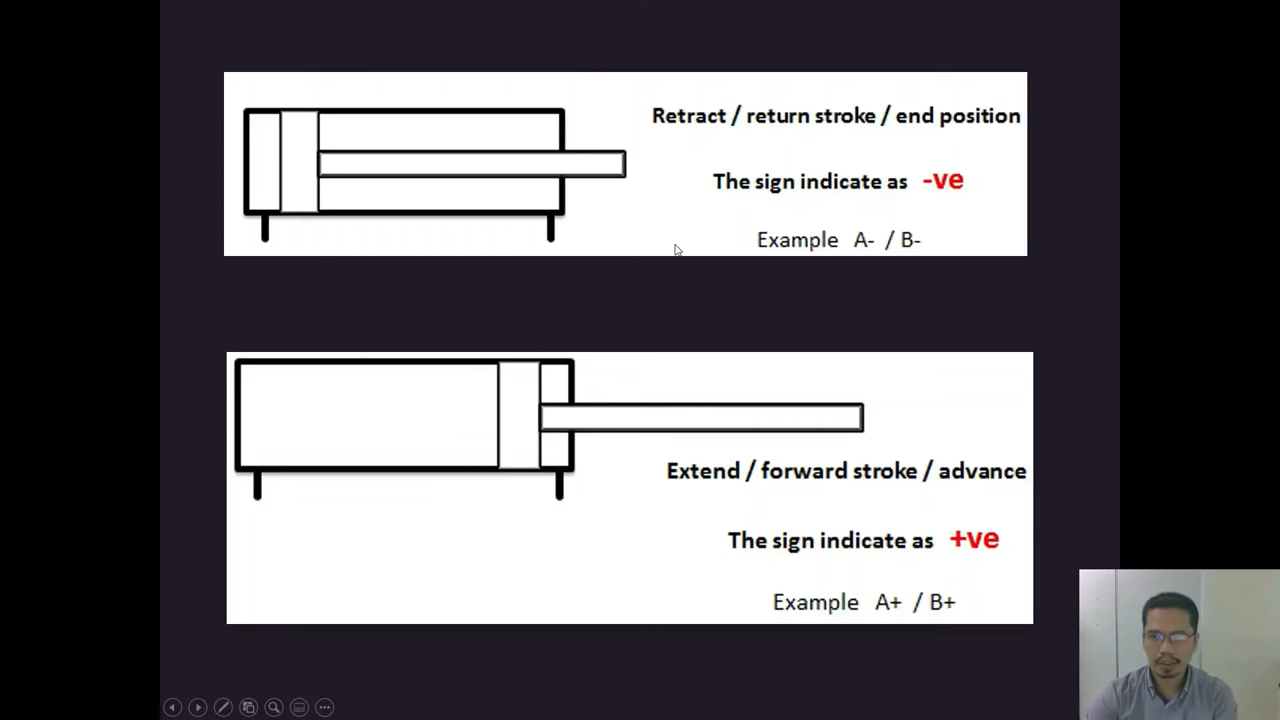 Retract / return stroke / end position
The sign indicate as -ve
Example A- / B-
Extend / forward stroke / advance
The sign indicate as +ve
Example A+ / B+